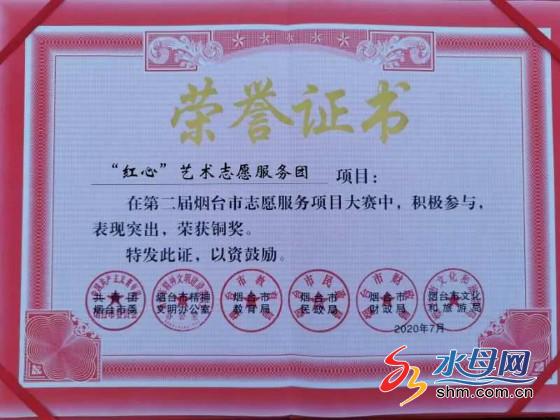 荣誉证书
“红心”艺术志愿服务团 项目：
在第二届烟台市志愿服务项目大赛中，积极参与，
表现突出，荣获铜奖。
特发此证，以资鼓励。
共青团 烟台市精神 烟台市 烟台市 烟台市 烟台市文化
烟台市委 文明办公室 教育局 民政局 财政局 和旅游局
2020年7月
水母网
shm.com.cn